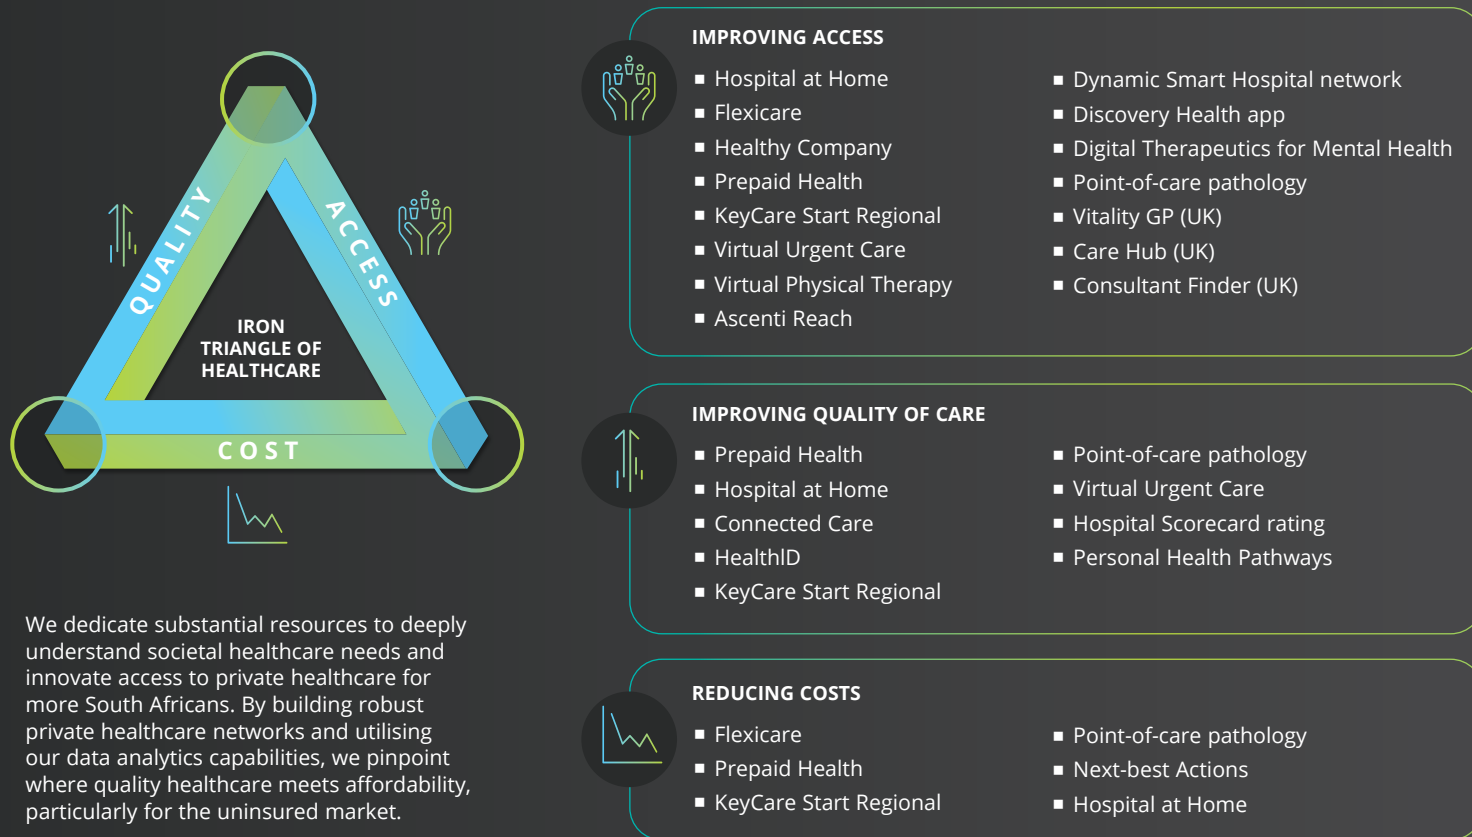 QUALITY
ACCESS
IRON
TRIANGLE OF
HEALTHCARE
COST
We dedicate substantial resources to deeply
understand societal healthcare needs and
innovate access to private healthcare for
more South Africans. By building robust
private healthcare networks and utilising
our data analytics capabilities, we pinpoint
where quality healthcare meets affordability,
particularly for the uninsured market.
IMPROVING ACCESS
■ Hospital at Home
■ Flexicare
■ Healthy Company
■ Prepaid Health
■ KeyCare Start Regional
■ Virtual Urgent Care
■ Virtual Physical Therapy
■ Ascenti Reach
■ Dynamic Smart Hospital network
■ Discovery Health app
■ Digital Therapeutics for Mental Health
■ Point-of-care pathology
■ Vitality GP (UK)
■ Care Hub (UK)
■ Consultant Finder (UK)
IMPROVING QUALITY OF CARE
■ Prepaid Health
■ Hospital at Home
■ Connected Care
■ HealthID
■ KeyCare Start Regional
■ Point-of-care pathology
■ Virtual Urgent Care
■ Hospital Scorecard rating
■ Personal Health Pathways
REDUCING COSTS
■ Flexicare
■ Prepaid Health
■ KeyCare Start Regional
■ Point-of-care pathology
■ Next-best Actions
■ Hospital at Home